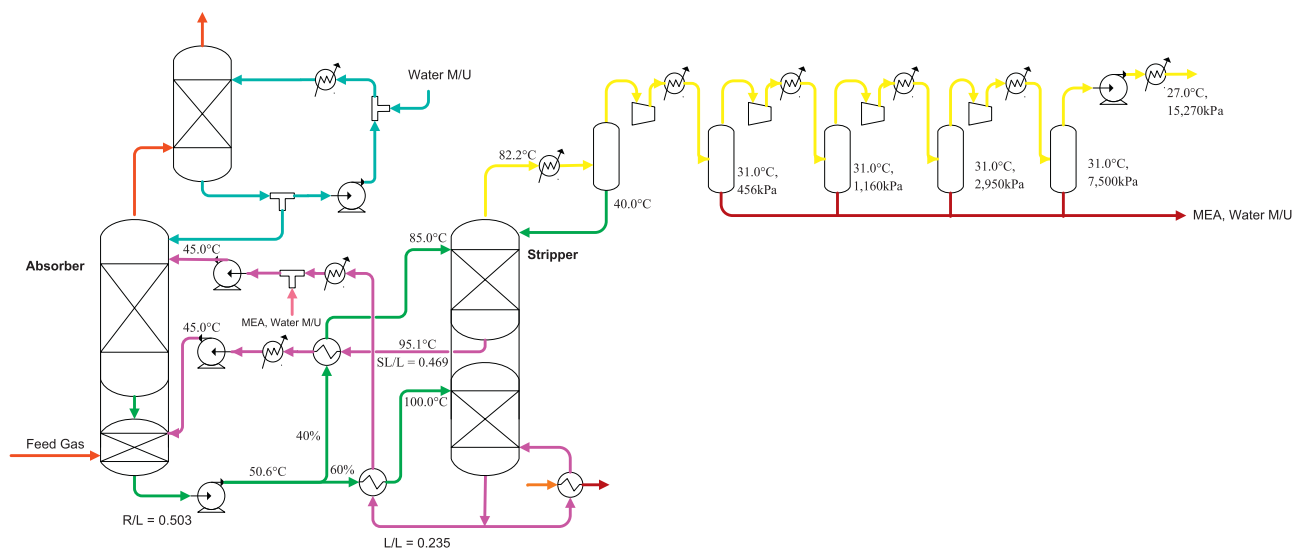 Water M/U
27.0°C,
15,270kPa
82.2°C
31.0°C,
456kPa
31.0°C,
1,160kPa
31.0°C,
2,950kPa
31.0°C,
7,500kPa
40.0°C
MEA, Water M/U
85.0°C
45.0°C
Stripper
Absorber
MEA, Water M/U
45.0°C
95.1°C
SL/L = 0.469
100.0°C
40%
Feed Gas
50.6°C
60%
R/L = 0.503
L/L = 0.235